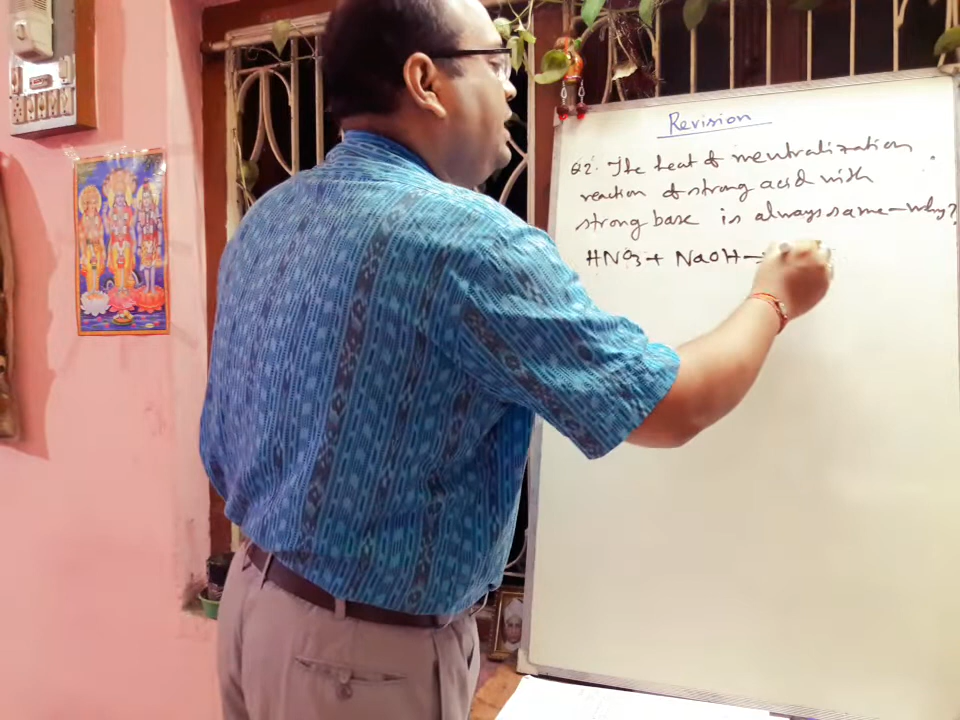 Revision
Q2. The heat of neutralization
reaction of strong acid with
strong base is always same-why?
HNO3+ NaOH-